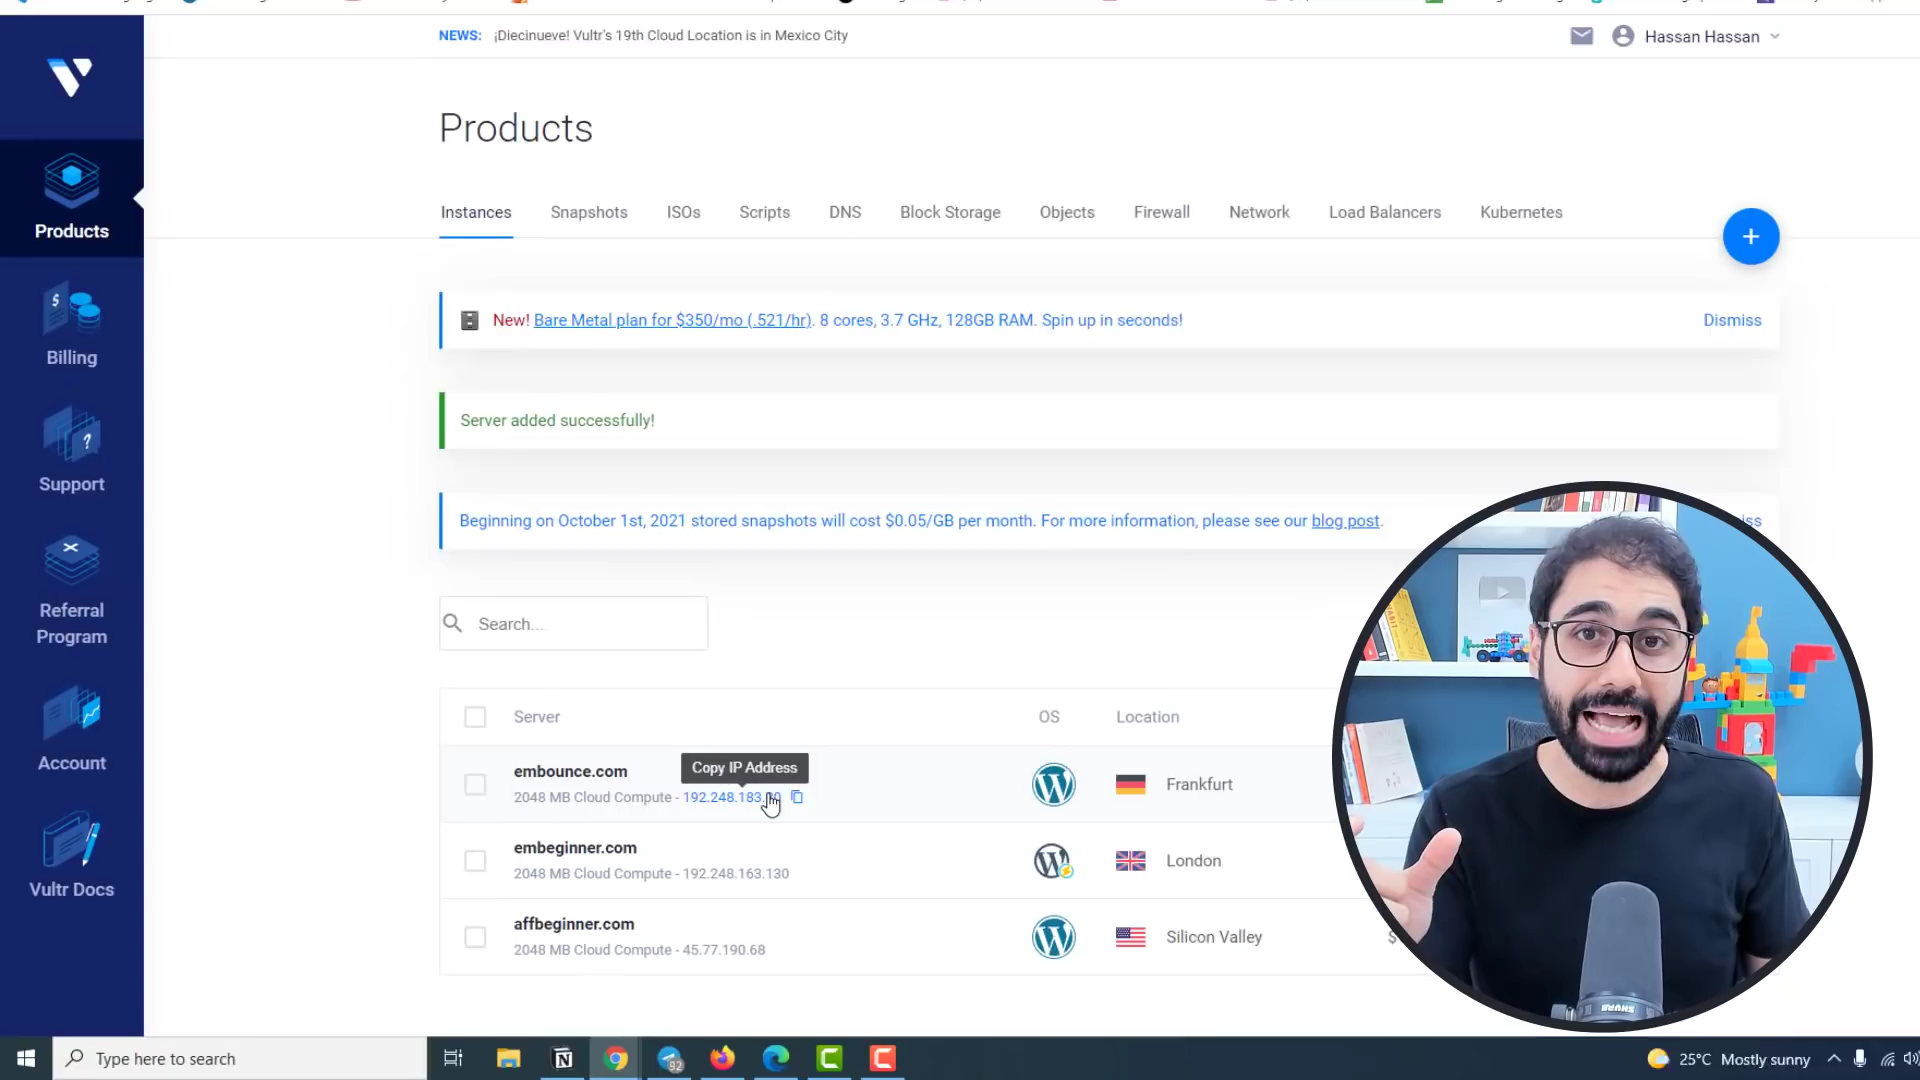 NEWS: ¡Diecinueve! Vultr's 19th Cloud Location is in Mexico City
Hassan Hassan
Products
Products
Instances Snapshots ISOs Scripts DNS Block Storage Objects Firewall Network Load Balancers Kubernetes
+
New! Bare Metal plan for $350/mo (.521/hr). 8 cores, 3.7 GHz, 128GB RAM. Spin up in seconds! Dismiss
Billing
Server added successfully!
Support
Beginning on October 1st, 2021 stored snapshots will cost $0.05/GB per month. For more information, please see our blog post.
Referral
Program
Search...
Server OS Location
Account
embounce.com
Copy IP Address
2048 MB Cloud Compute - 192.248.183.
Frankfurt
embeginner.com
2048 MB Cloud Compute - 192.248.163.130
London
Vultr Docs
affbeginner.com
2048 MB Cloud Compute - 45.77.190.68
Silicon Valley
$
SHURE
Type here to search
92
25°C Mostly sunny